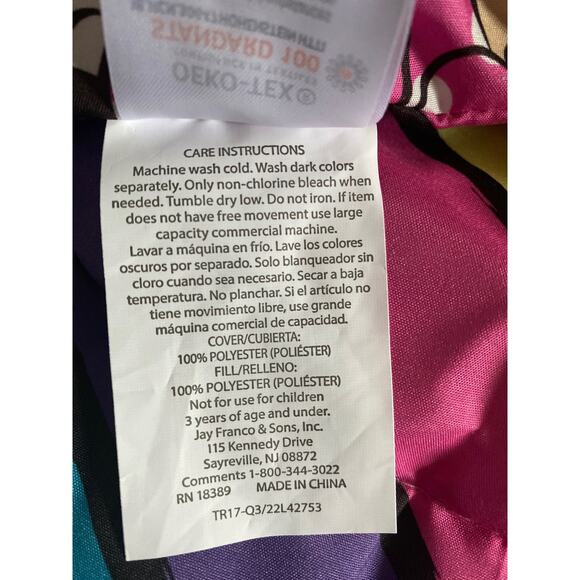 OEKO-TEX®
STANDARD 100
CARE INSTRUCTIONS
Machine wash cold. Wash dark colors
separately. Only non-chlorine bleach when
needed. Tumble dry low. Do not iron. If item
does not have free movement use large
capacity commercial machine.
Lavar a máquina en frío. Lave los colores
oscuros por separado. Solo blanqueador sin
cloro cuando sea necesario. Secar a baja
temperatura. No planchar. Si el artículo no
tiene movimiento libre, use grande
máquina comercial de capacidad.
COVER/CUBIERTA:
100% POLYESTER (POLIÉSTER)
FILL/RELLENO:
100% POLYESTER (POLIÉSTER)
Not for use for children
3 years of age and under.
Jay Franco & Sons, Inc.
115 Kennedy Drive
Sayreville, NJ 08872
Comments 1-800-344-3022
RN 18389 MADE IN CHINA
TR17-Q3/22L42753